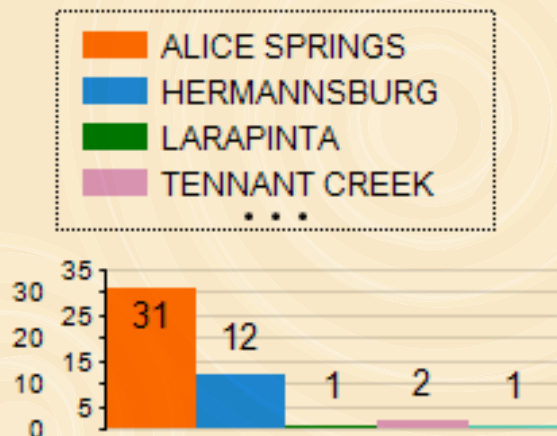 ALICE SPRINGS
HERMANNSBURG
LARAPINTA
TENNANT CREEK
• • •
35
30
25
20
15
10
5
0
31
12
1
2
1